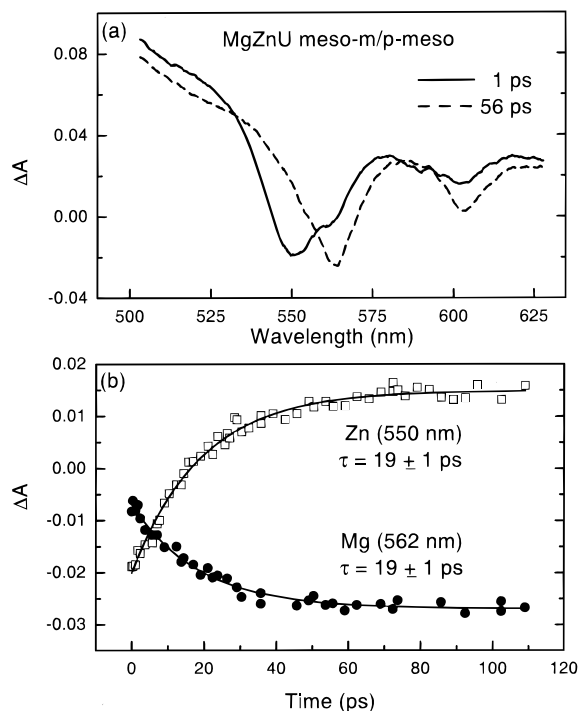 (a)
MgZnU meso-m/p-meso
1 ps
56 ps
ΔA
0.08
0.04
0.00
-0.04
500 525 550 575 600 625
Wavelength (nm)
(b)
Zn (550 nm)
τ = 19 ± 1 ps
Mg (562 nm)
τ = 19 ± 1 ps
ΔA
0.02
0.01
0.00
-0.01
-0.02
-0.03
0 20 40 60 80 100 120
Time (ps)